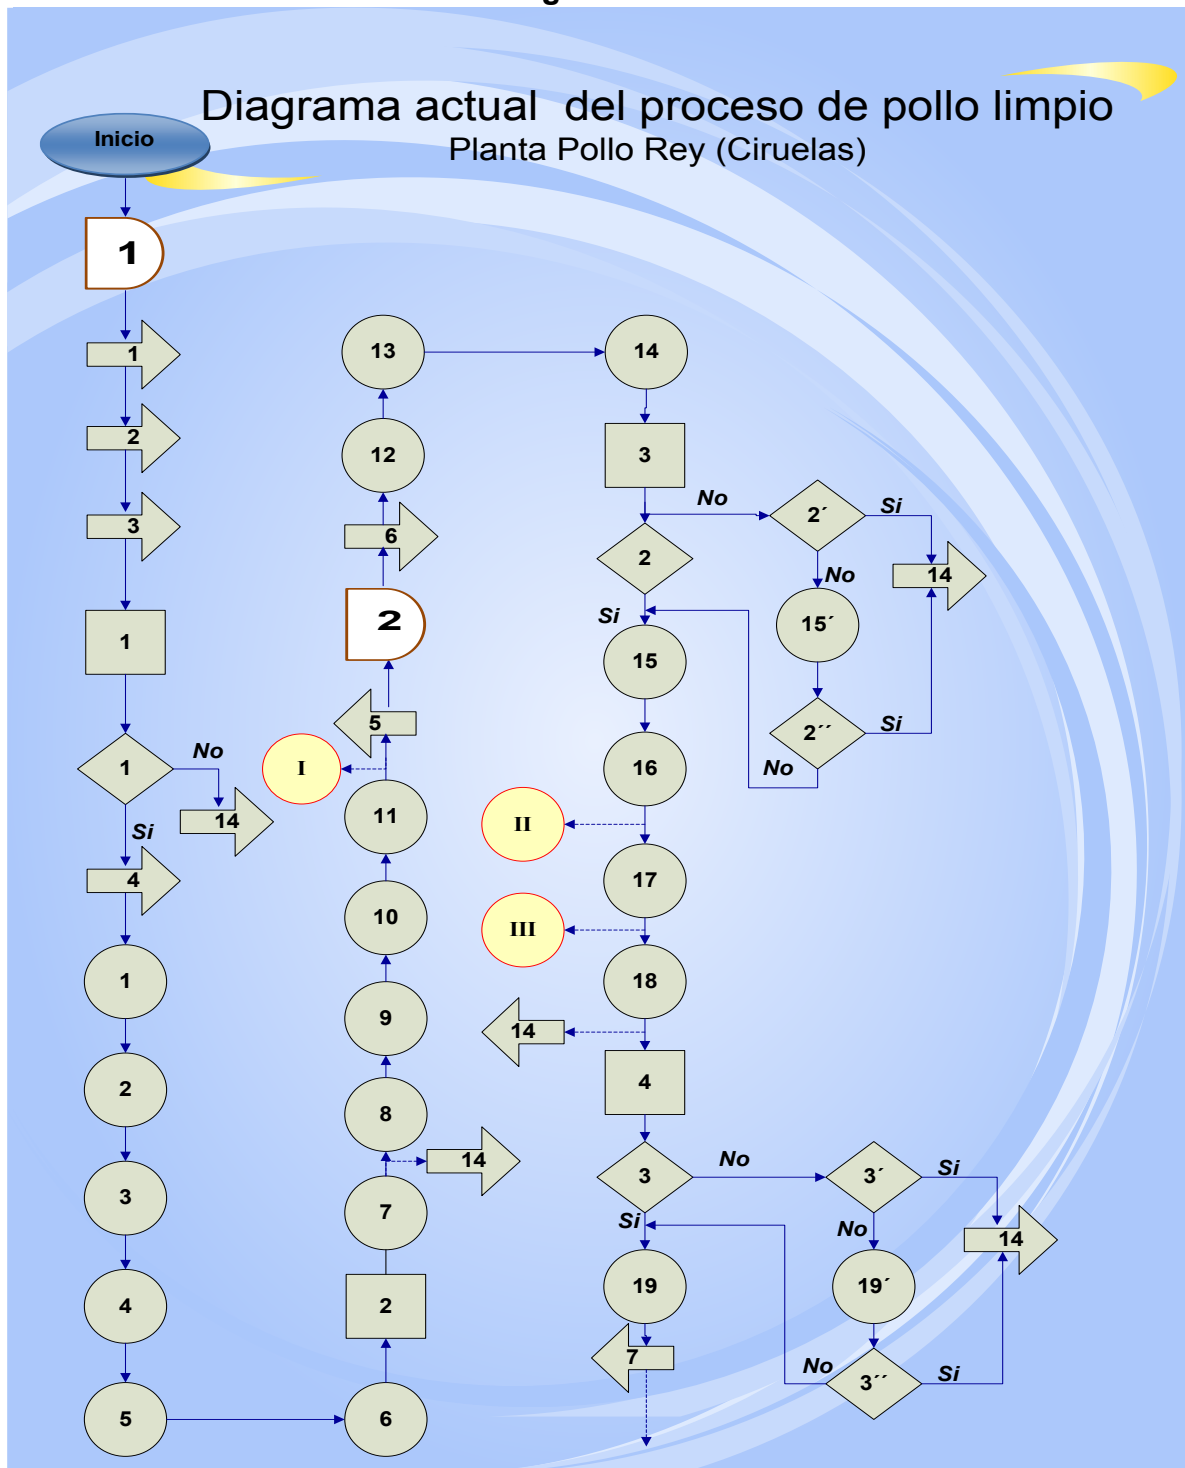 Diagrama actual del proceso de pollo limpio
Planta Pollo Rey (Ciruelas)
Inicio
1
1
2
3
1
1
No
14
Si
4
1
2
3
4
5
6
2
7
14
8
9
10
11
I
5
2
6
12
13
14
3
No
2´
Si
14
2
No
15´
Si
15
2´´
Si
No
16
II
17
III
18
14
4
3
No
3´
Si
14
Si
No
19
19´
7
No
3´´
Si